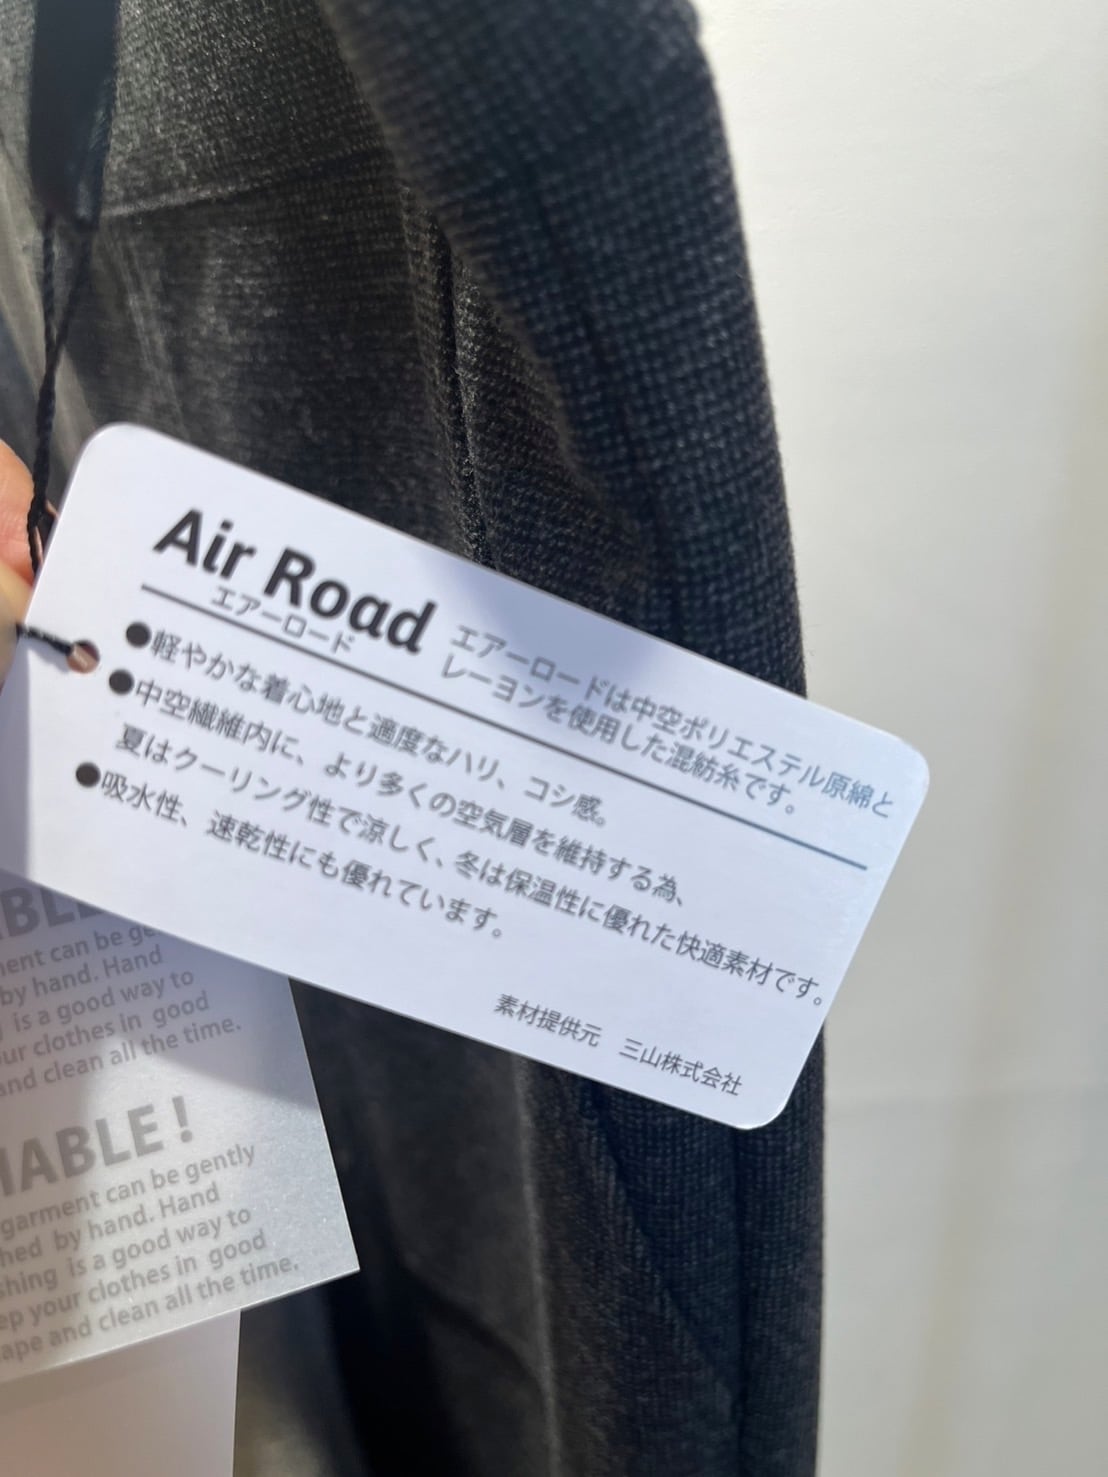 Air Road
エアーロード
エアーロードは中空ポリエステル原綿と
レーヨンを使用した混紡糸です。
●軽やかな着心地と適度なハリ、コシ感。
●中空繊維内に、より多くの空気層を維持する為、
夏はクーリング性で涼しく、冬は保温性に優れた快適素材です。
●吸水性、速乾性にも優れています。
素材提供元 三山株式会社
can be
by hand. Hand
is a good way to
clothes in good
and clean all the time.
ABLE!
garment can be gently
by hand. Hand
is a good way to
your clothes in good
and clean all the time.